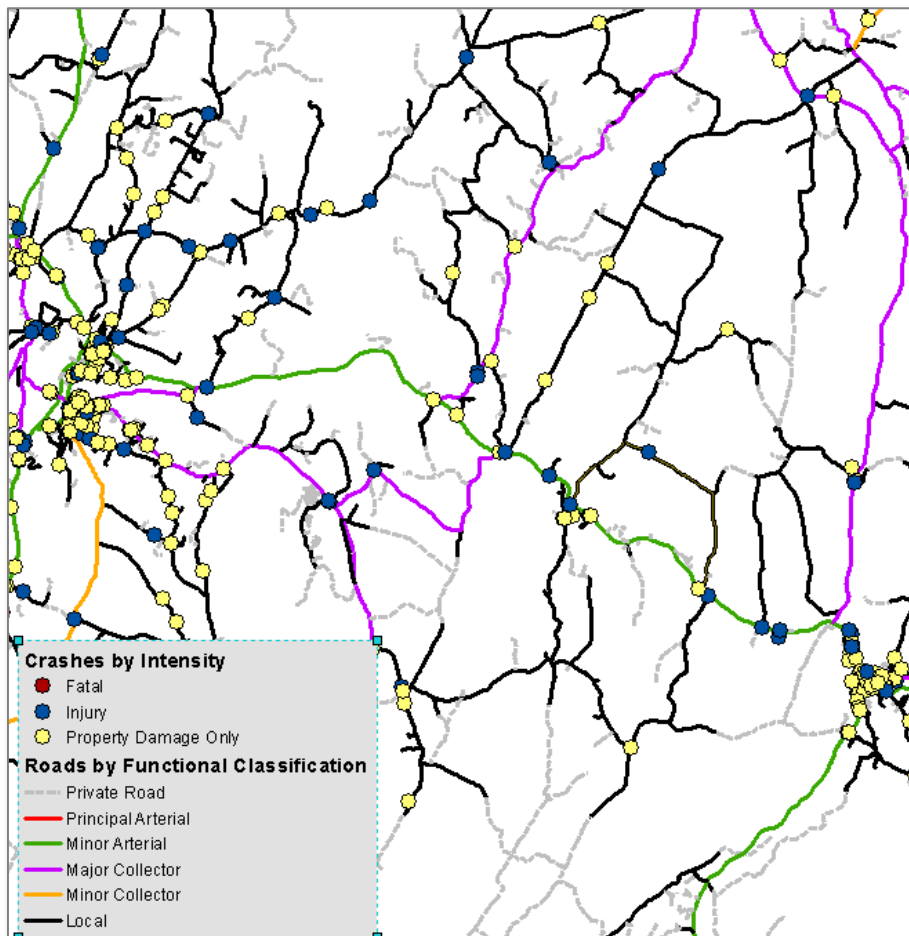 Crashes by Intensity
Fatal
Injury
Property Damage Only
Roads by Functional Classification
Private Road
Principal Arterial
Minor Arterial
Major Collector
Minor Collector
Local